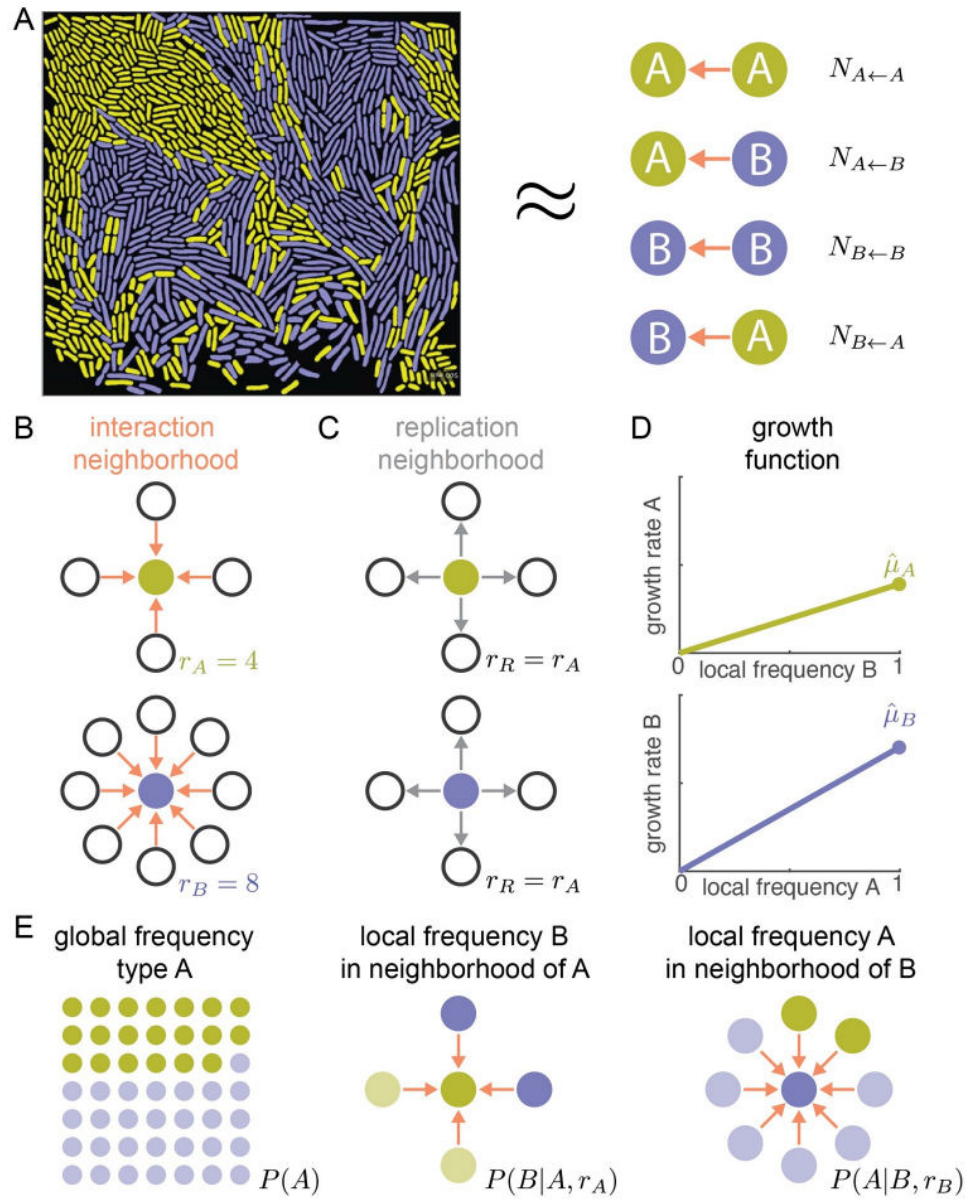 A
A A N_{A←A}
A B N_{A←B}
≈
B B N_{B←B}
B A N_{B←A}
B
interaction
neighborhood
r_A = 4
r_B = 8
C
replication
neighborhood
r_R = r_A
r_R = r_A
D
growth
function
growth rate A
μ̂_A
0 local frequency B 1
growth rate B
μ̂_B
0 local frequency A 1
E
global frequency
type A
P(A)
local frequency B
in neighborhood of A
P(B|A, r_A)
local frequency A
in neighborhood of B
P(A|B, r_B)